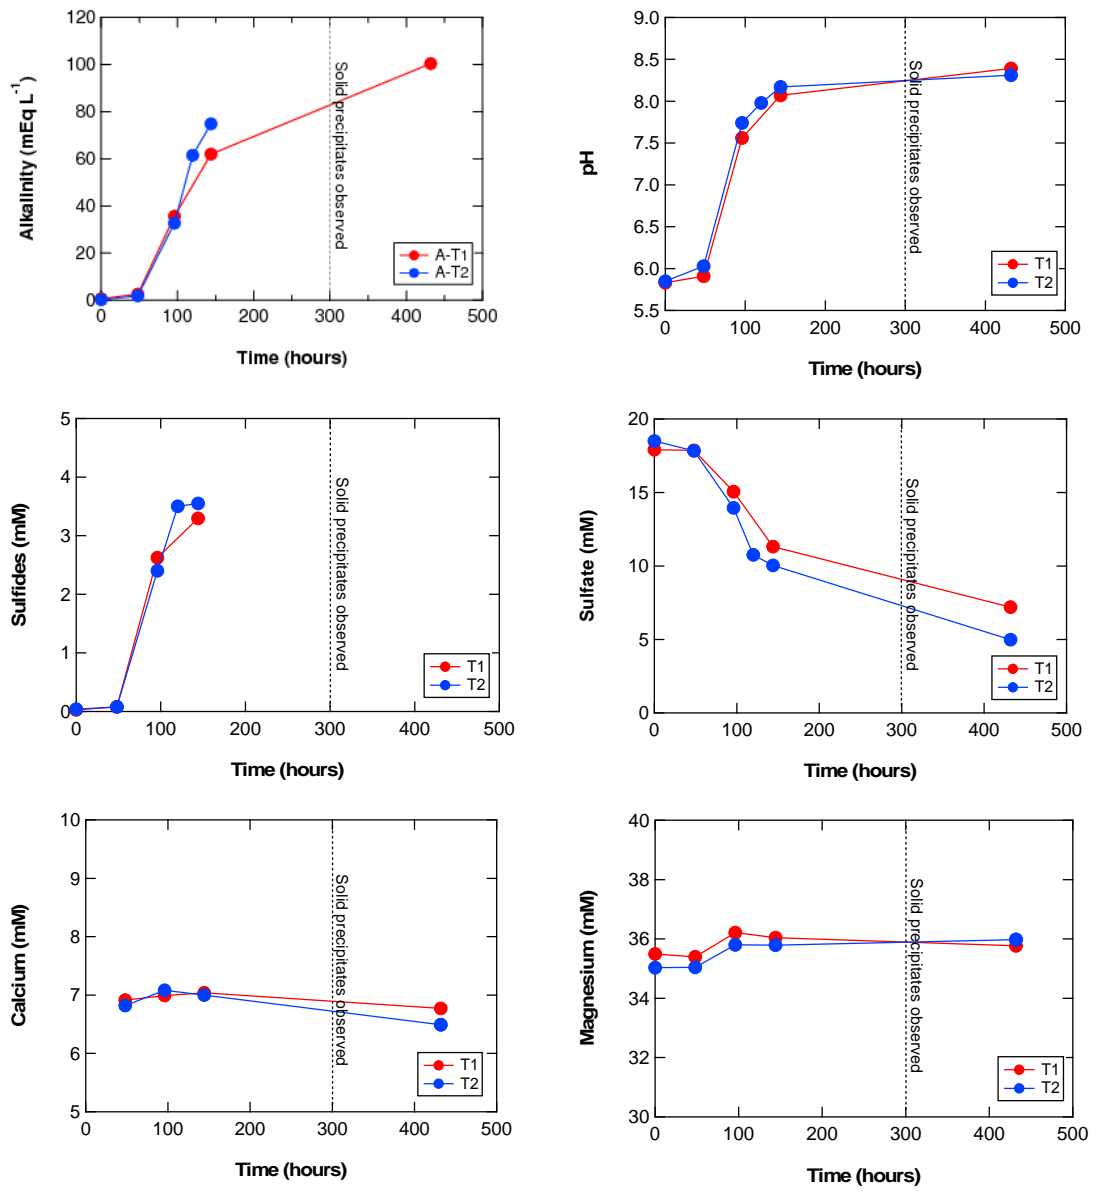 120
100
80
60
40
20
0
Alkalinity (mEq L-1)
Solid precipitates observed
A-T1
A-T2
0 100 200 300 400 500
Time (hours)
9.0
8.5
8.0
7.5
7.0
6.5
6.0
5.5
pH
Solid precipitates observed
T1
T2
0 100 200 300 400 500
Time (hours)
5
4
3
2
1
0
Sulfides (mM)
Solid precipitates observed
T1
T2
0 100 200 300 400 500
Time (hours)
20
15
10
5
0
Sulfate (mM)
Solid precipitates observed
T1
T2
0 100 200 300 400 500
Time (hours)
10
9
8
7
6
5
Calcium (mM)
Solid precipitates observed
T1
T2
0 100 200 300 400 500
Time (hours)
40
38
36
34
32
30
Magnesium (mM)
Solid precipitates observed
T1
T2
0 100 200 300 400 500
Time (hours)